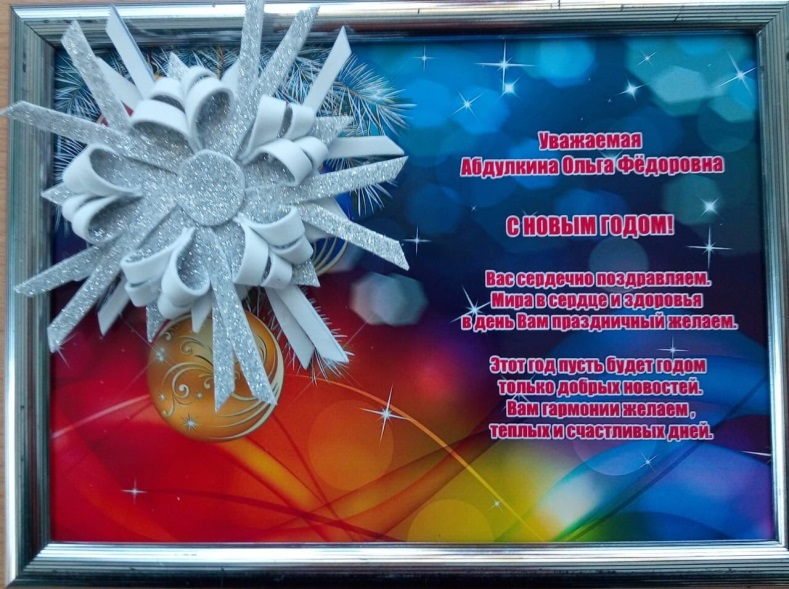 Уважаемая
Абдулкина Ольга Фёдоровна
С НОВЫМ ГОДОМ!
Вас сердечно поздравляем.
Мира в сердце и здоровья
в день Вам праздничный желаем.
Этот год пусть будет годом
только добрых новостей.
Вам гармонии желаем ,
теплых и счастливых дней.